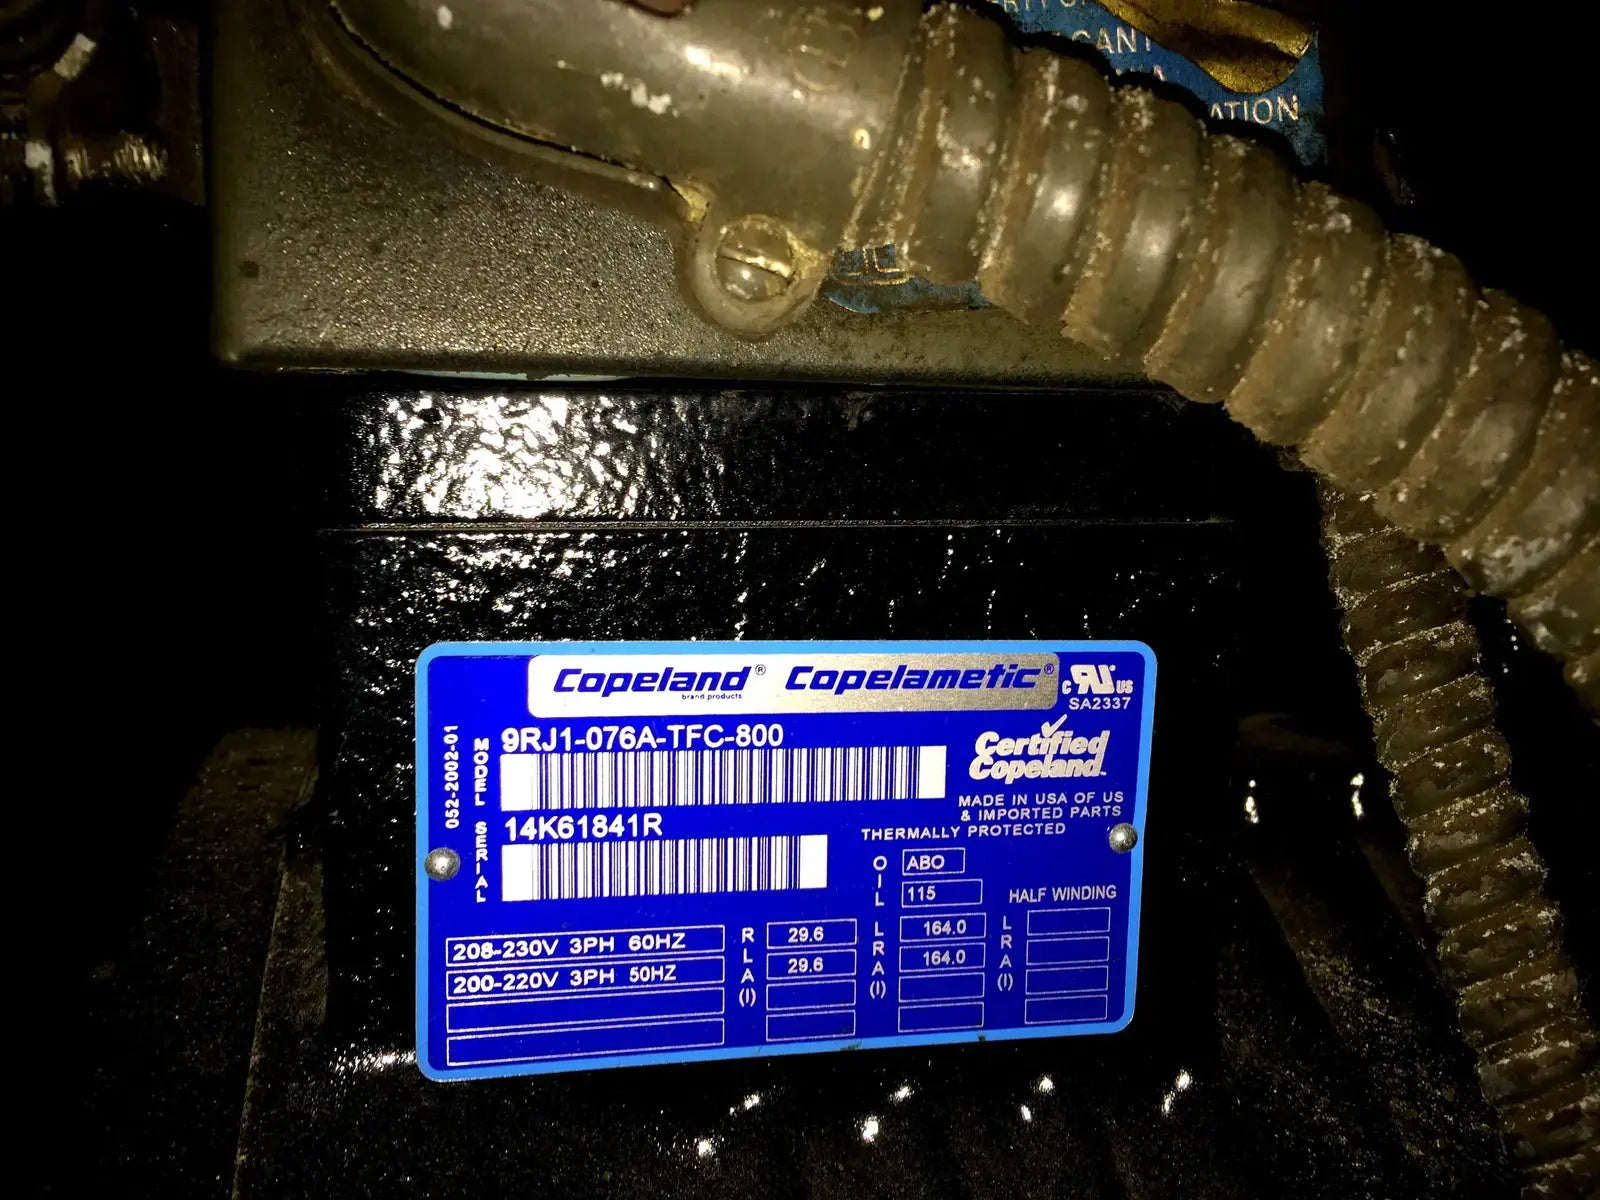 ATION
Copeland® Copelametic®
brand products
c RU US
SA2337
052-2002-01
MODEL
9RJ1-076A-TFC-800
Certified
Copeland
MADE IN USA OF US
& IMPORTED PARTS
SERIAL
14K61841R
THERMALLY PROTECTED
OIL
ABO
115
HALF WINDING
208-230V 3PH 60HZ
200-220V 3PH 50HZ
RLA(I)
29.6
29.6
LRA(I)
164.0
164.0
LRA(I)